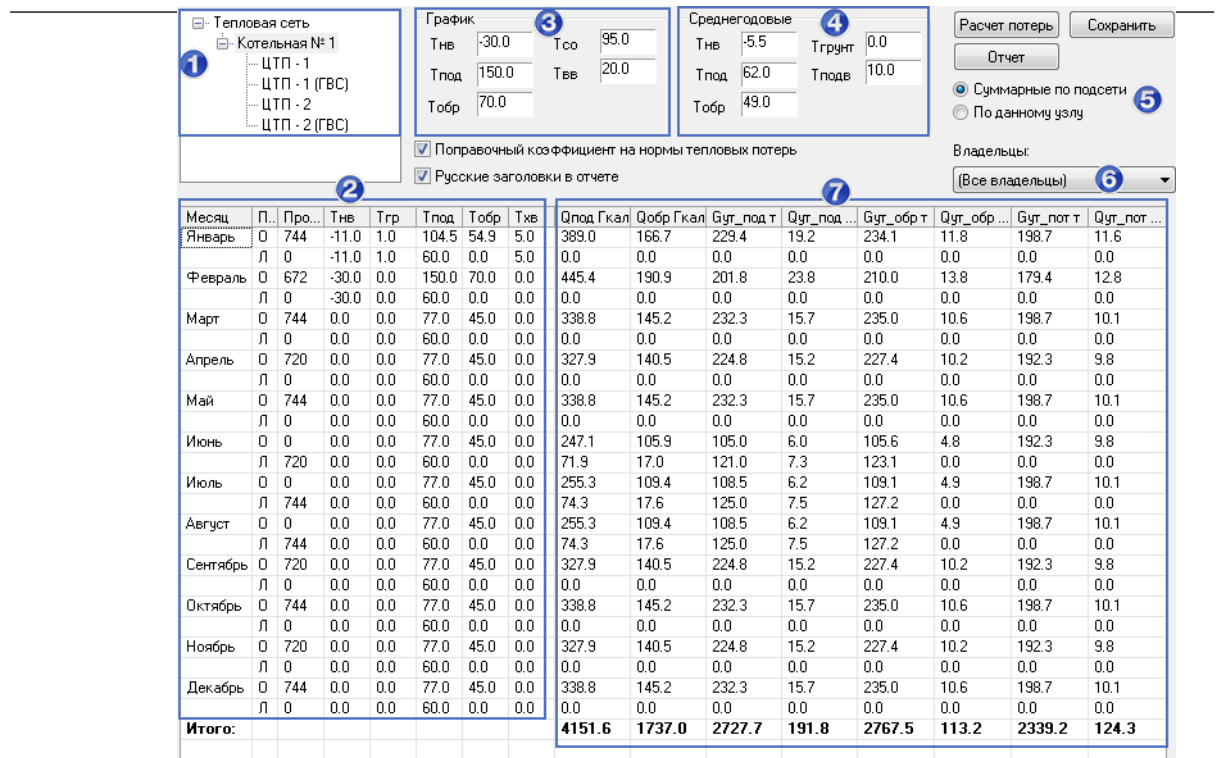 Тепловая сеть
Котельная № 1
ЦТП - 1
ЦТП - 1 (ГВС)
ЦТП - 2
ЦТП - 2 (ГВС)
1
График 3
Тнв -30.0 Тсо 95.0
Тпод 150.0 Твв 20.0
Тобр 70.0
Среднегодовые 4
Тнв -5.5 Тгрунт 0.0
Тпод 62.0 Тподв 10.0
Тобр 49.0
Расчет потерь Сохранить
Отчет
Суммарные по подсети
По данному узлу
5
Поправочный коэффициент на нормы тепловых потерь
Русские заголовки в отчете
Владельцы:
(Все владельцы) 6
2 7
Месяц П.. Про... Тнв Тгр Тпод Тобр Тхв Qпод Гкал Qобр Гкал Gут_под т Qут_под ... Gут_обр т Qут_обр ... Gут_пот т Qут_пот ...
Январь О 744 -11.0 1.0 104.5 54.9 5.0 389.0 166.7 229.4 19.2 234.1 11.8 198.7 11.6
Л 0 -11.0 1.0 60.0 0.0 5.0 0.0 0.0 0.0 0.0 0.0 0.0 0.0 0.0
Февраль О 672 -30.0 0.0 150.0 70.0 0.0 445.4 190.9 201.8 23.8 210.0 13.8 179.4 12.8
Л 0 -30.0 0.0 60.0 0.0 0.0 0.0 0.0 0.0 0.0 0.0 0.0 0.0 0.0
Март О 744 0.0 0.0 77.0 45.0 0.0 338.8 145.2 232.3 15.7 235.0 10.6 198.7 10.1
Л 0 0.0 0.0 60.0 0.0 0.0 0.0 0.0 0.0 0.0 0.0 0.0 0.0 0.0
Апрель О 720 0.0 0.0 77.0 45.0 0.0 327.9 140.5 224.8 15.2 227.4 10.2 192.3 9.8
Л 0 0.0 0.0 60.0 0.0 0.0 0.0 0.0 0.0 0.0 0.0 0.0 0.0 0.0
Май О 744 0.0 0.0 77.0 45.0 0.0 338.8 145.2 232.3 15.7 235.0 10.6 198.7 10.1
Л 0 0.0 0.0 60.0 0.0 0.0 0.0 0.0 0.0 0.0 0.0 0.0 0.0 0.0
Июнь О 0 0.0 0.0 77.0 45.0 0.0 247.1 105.9 105.0 6.0 105.6 4.8 192.3 9.8
Л 720 0.0 0.0 60.0 0.0 0.0 71.9 17.0 121.0 7.3 123.1 0.0 0.0 0.0
Июль О 0 0.0 0.0 77.0 45.0 0.0 255.3 109.4 108.5 6.2 109.1 4.9 198.7 10.1
Л 744 0.0 0.0 60.0 0.0 0.0 74.3 17.6 125.0 7.5 127.2 0.0 0.0 0.0
Август О 0 0.0 0.0 77.0 45.0 0.0 255.3 109.4 108.5 6.2 109.1 4.9 198.7 10.1
Л 744 0.0 0.0 60.0 0.0 0.0 74.3 17.6 125.0 7.5 127.2 0.0 0.0 0.0
Сентябрь О 720 0.0 0.0 77.0 45.0 0.0 327.9 140.5 224.8 15.2 227.4 10.2 192.3 9.8
Л 0 0.0 0.0 60.0 0.0 0.0 0.0 0.0 0.0 0.0 0.0 0.0 0.0 0.0
Октябрь О 744 0.0 0.0 77.0 45.0 0.0 338.8 145.2 232.3 15.7 235.0 10.6 198.7 10.1
Л 0 0.0 0.0 60.0 0.0 0.0 0.0 0.0 0.0 0.0 0.0 0.0 0.0 0.0
Ноябрь О 720 0.0 0.0 77.0 45.0 0.0 327.9 140.5 224.8 15.2 227.4 10.2 192.3 9.8
Л 0 0.0 0.0 60.0 0.0 0.0 0.0 0.0 0.0 0.0 0.0 0.0 0.0 0.0
Декабрь О 744 0.0 0.0 77.0 45.0 0.0 338.8 145.2 232.3 15.7 235.0 10.6 198.7 10.1
Л 0 0.0 0.0 60.0 0.0 0.0 0.0 0.0 0.0 0.0 0.0 0.0 0.0 0.0
Итого: 4151.6 1737.0 2727.7 191.8 2767.5 113.2 2339.2 124.3